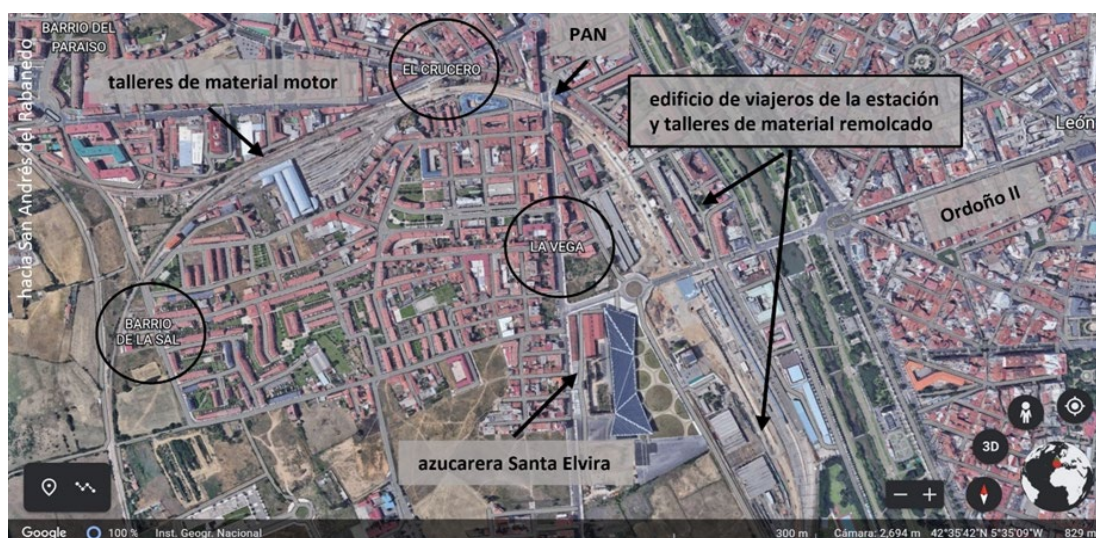 BARRIO DEL
PARAISO
talleres de material motor
EL CRUCERO
PAN
edificio de viajeros de la estación
y talleres de material remolcado
León
hacia San Andrés del Rabanedo
Ordoño II
LA VEGA
BARRIO
DE LA SAL
azucarera Santa Elvira
3D
Google 100 % Inst. Geogr. Nacional 300 m Cámara: 2,694 m 42°35'42"N 5°35'09"W 829 m